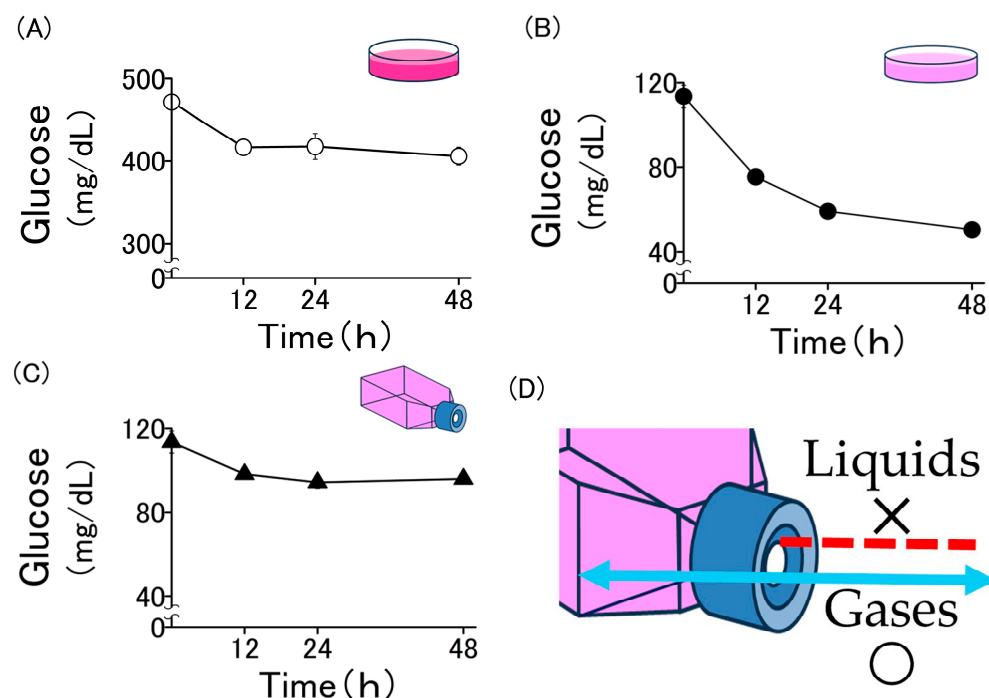 (A)
500
400
300
0
Glucose
(mg/dL)
12 24 48
Time(h)
(B)
120
80
40
0
Glucose
(mg/dL)
12 24 48
Time(h)
(C)
120
80
40
0
Glucose
(mg/dL)
12 24 48
Time(h)
(D)
Liquids
Gases